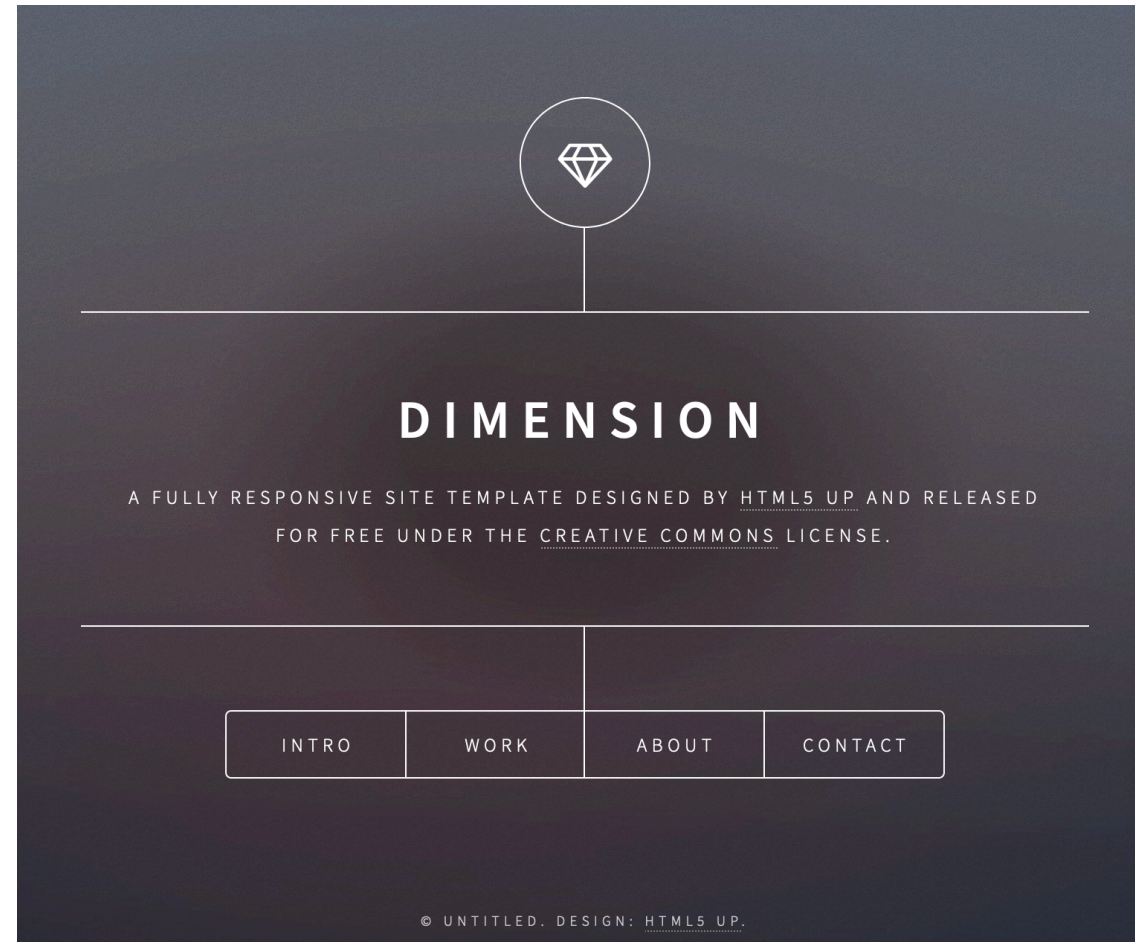 DIMENSION
A FULLY RESPONSIVE SITE TEMPLATE DESIGNED BY HTML5 UP AND RELEASED
FOR FREE UNDER THE CREATIVE COMMONS LICENSE.
INTRO WORK ABOUT CONTACT
© UNTITLED. DESIGN: HTML5 UP.